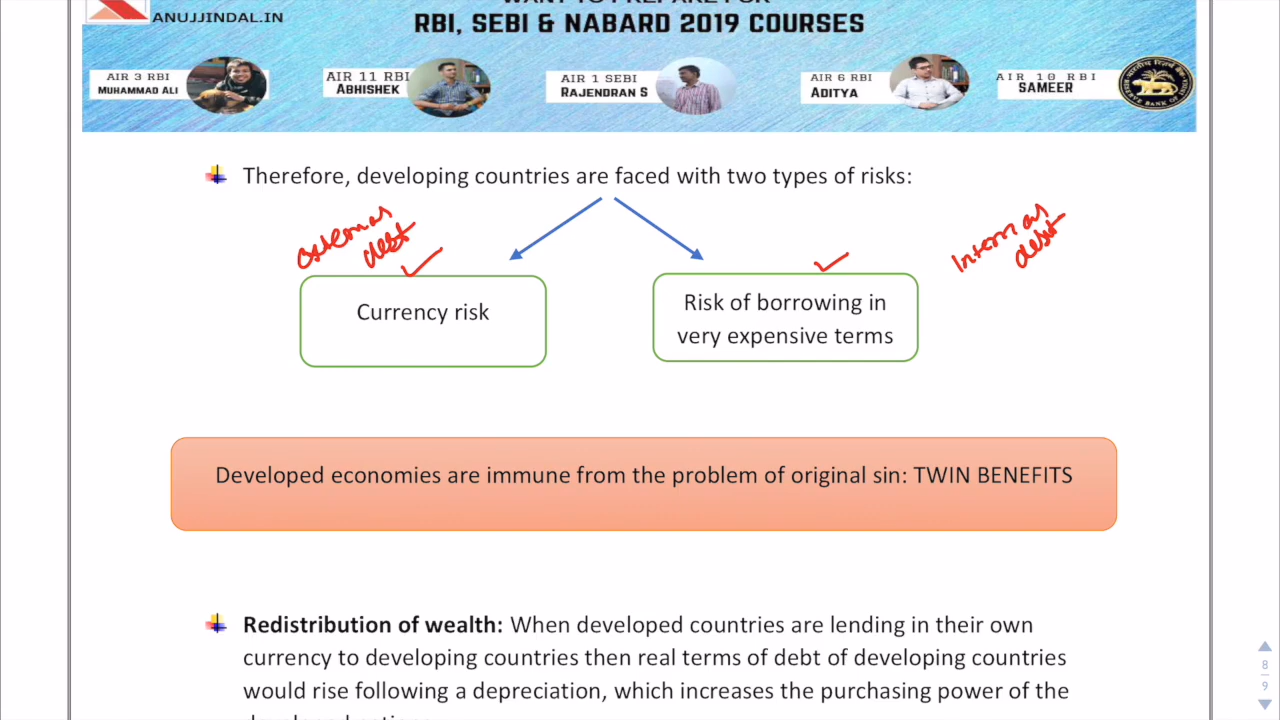 WANT TO PREPARE FOR
ANUJJINDAL.IN
RBI, SEBI & NABARD 2019 COURSES
AIR 3 RBI
MUHAMMAD ALI
AIR 11 RBI
ABHISHEK
AIR 1 SEBI
RAJENDRAN S
AIR 6 RBI
ADITYA
AIR 10 RBI
SAMEER
Therefore, developing countries are faced with two types of risks:
debt
debt
Currency risk
Risk of borrowing in
very expensive terms
Developed economies are immune from the problem of original sin: TWIN BENEFITS
Redistribution of wealth: When developed countries are lending in their own
currency to developing countries then real terms of debt of developing countries
would rise following a depreciation, which increases the purchasing power of the
8
9